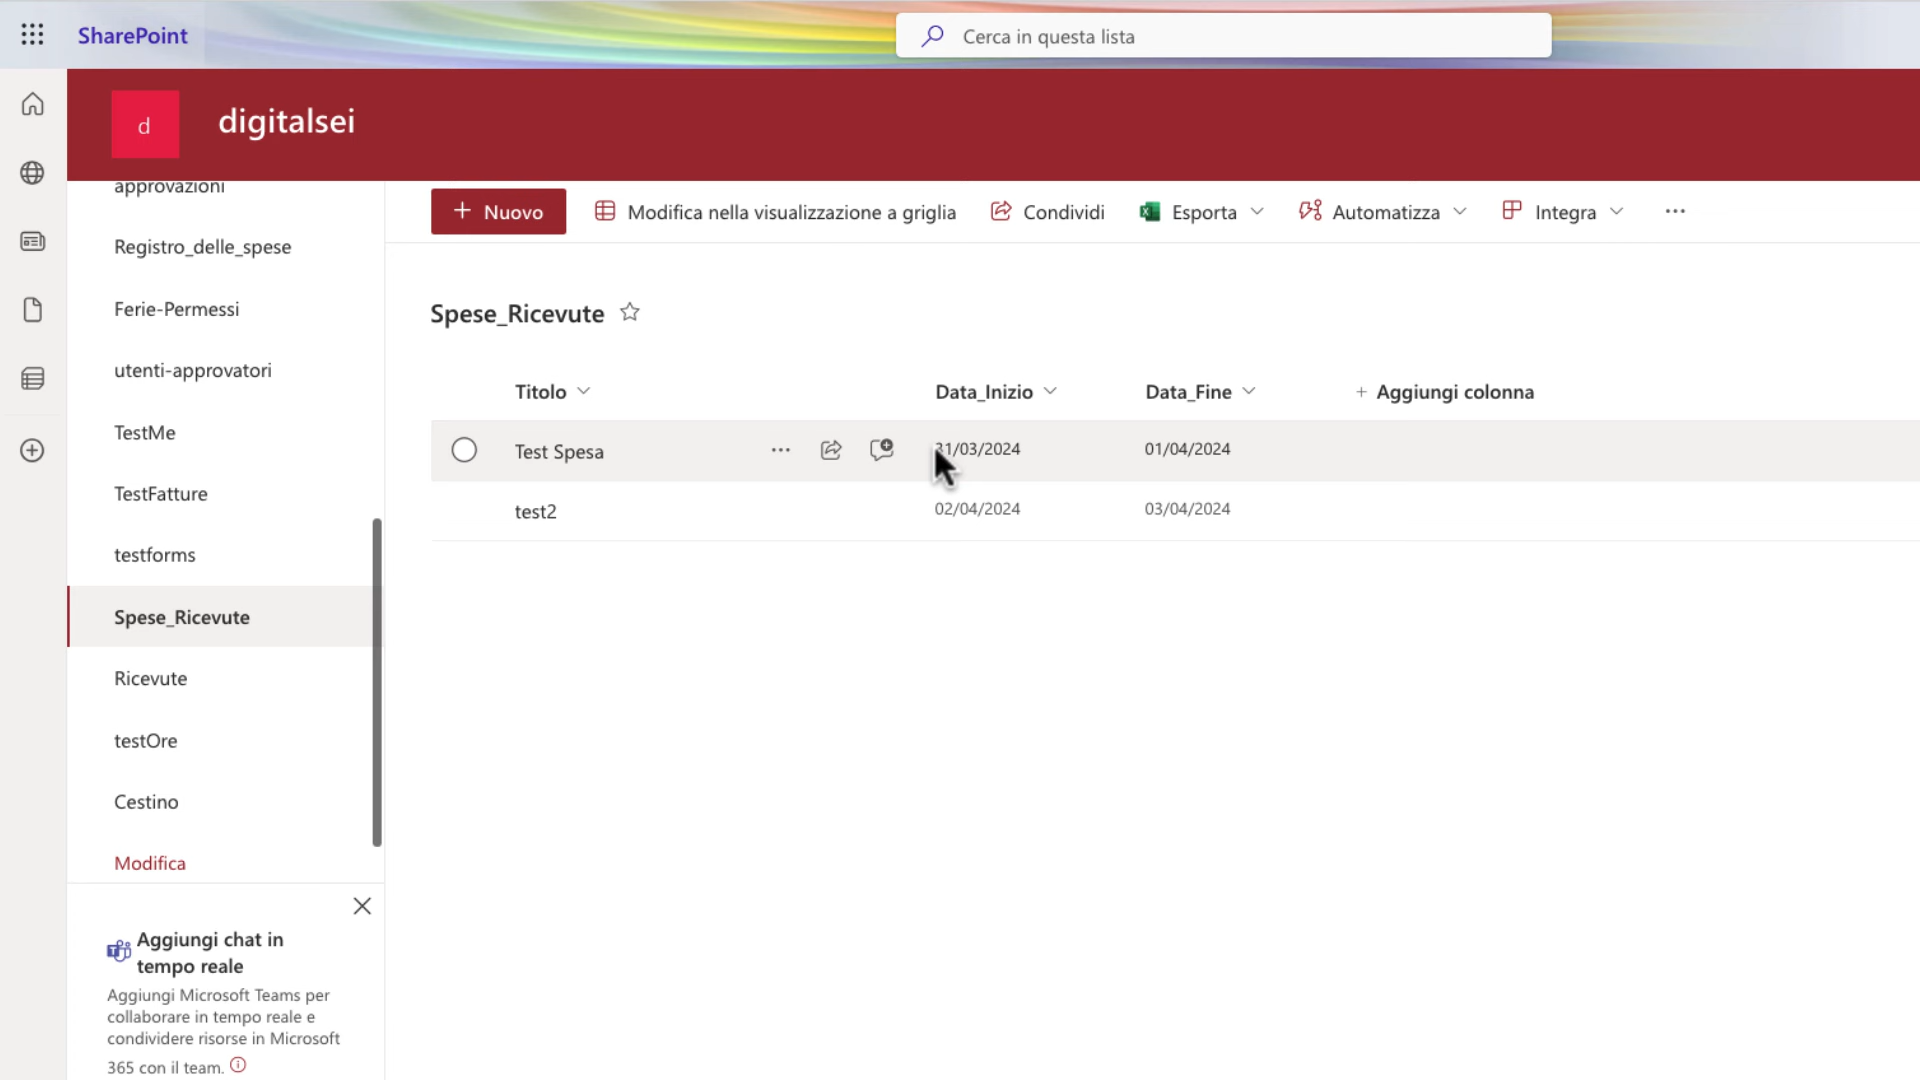 SharePoint
Cerca in questa lista
d
digitalsei
approvazioni
Registro_delle_spese
Ferie-Permessi
utenti-approvatori
TestMe
TestFatture
testforms
Spese_Ricevute
Ricevute
testOre
Cestino
Modifica
Aggiungi chat in
tempo reale
Aggiungi Microsoft Teams per
collaborare in tempo reale e
condividere risorse in Microsoft
365 con il team.
+ Nuovo
Modifica nella visualizzazione a griglia
Condividi
Esporta
Automatizza
Integra
...
Spese_Ricevute
Titolo Data_Inizio Data_Fine + Aggiungi colonna
Test Spesa ... 31/03/2024 01/04/2024
test2 02/04/2024 03/04/2024